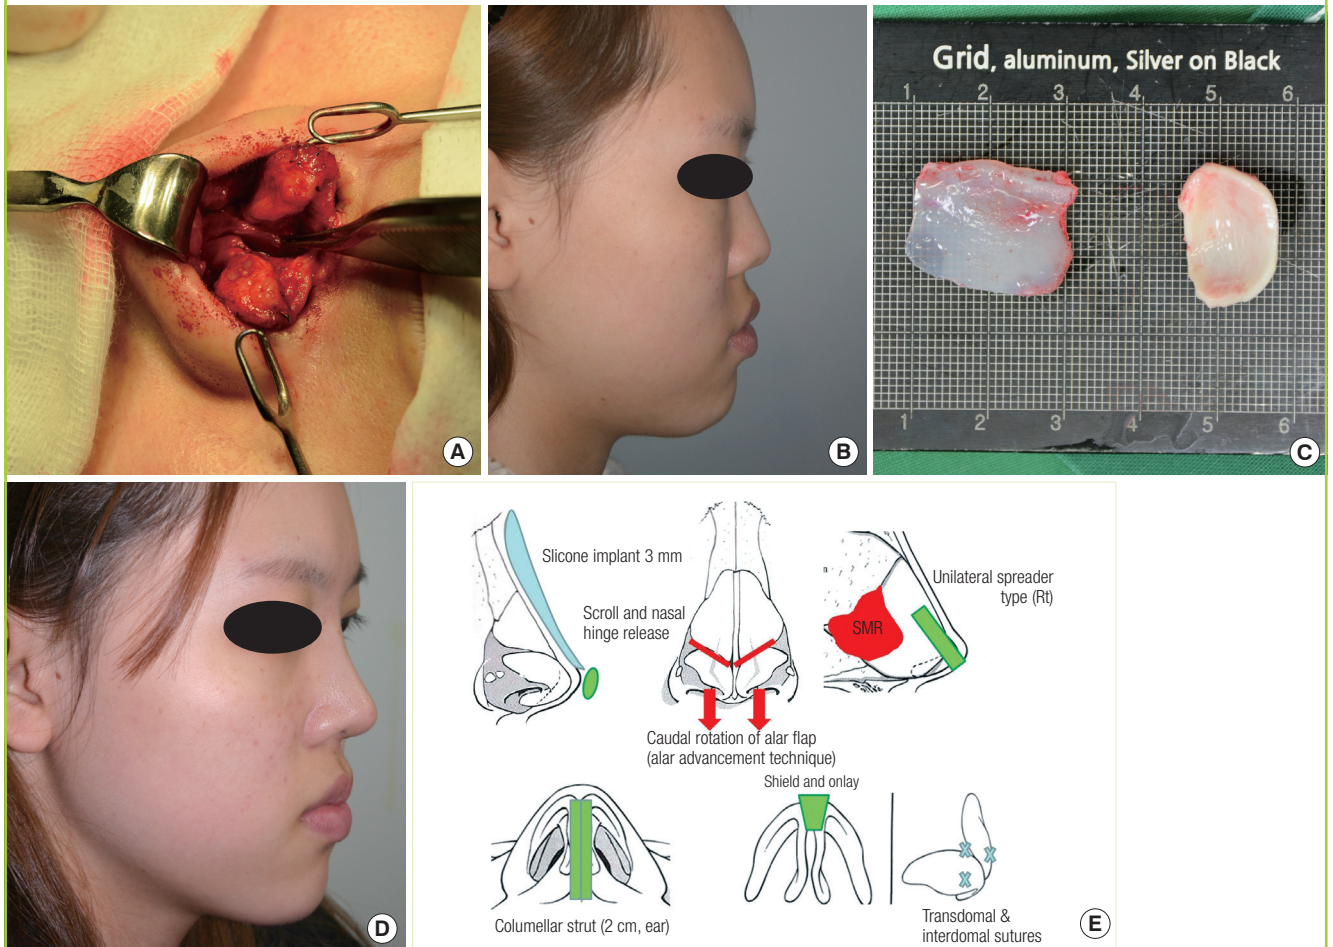 A
B
Grid, aluminum, Silver on Black
1 2 3 4 5 6
1 2 3 4 5 6
C
D
Slicone implant 3 mm
Scroll and nasal
hinge release
Caudal rotation of alar flap
(alar advancement technique)
SMR
Unilateral spreader
type (Rt)
Columellar strut (2 cm, ear)
Shield and onlay
Transdomal &
interdomal sutures
E